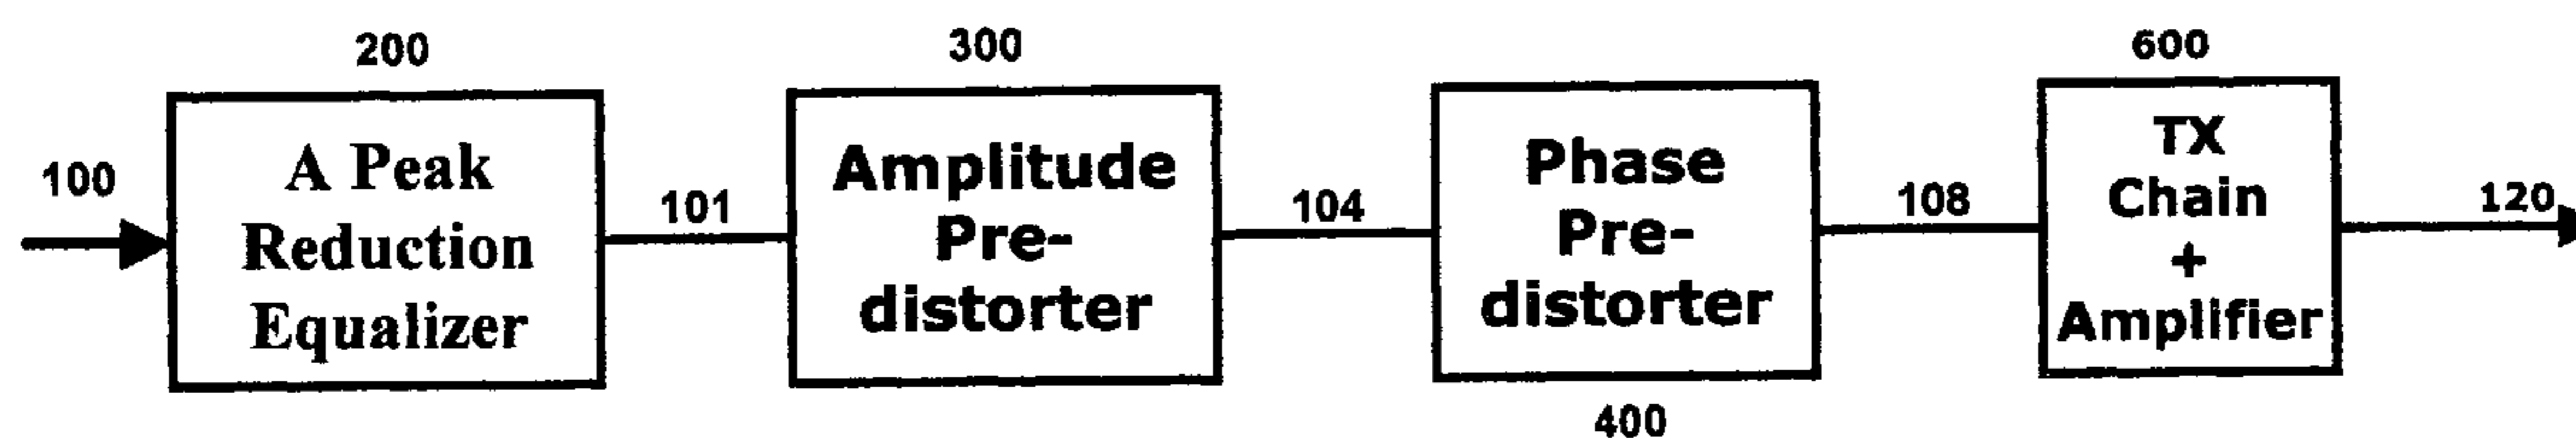 200
300
600
100
A Peak
Reduction
Equalizer
101
Amplitude
Pre-
distorter
104
Phase
Pre-
distorter
108
TX
Chain
+
Amplifier
120
400